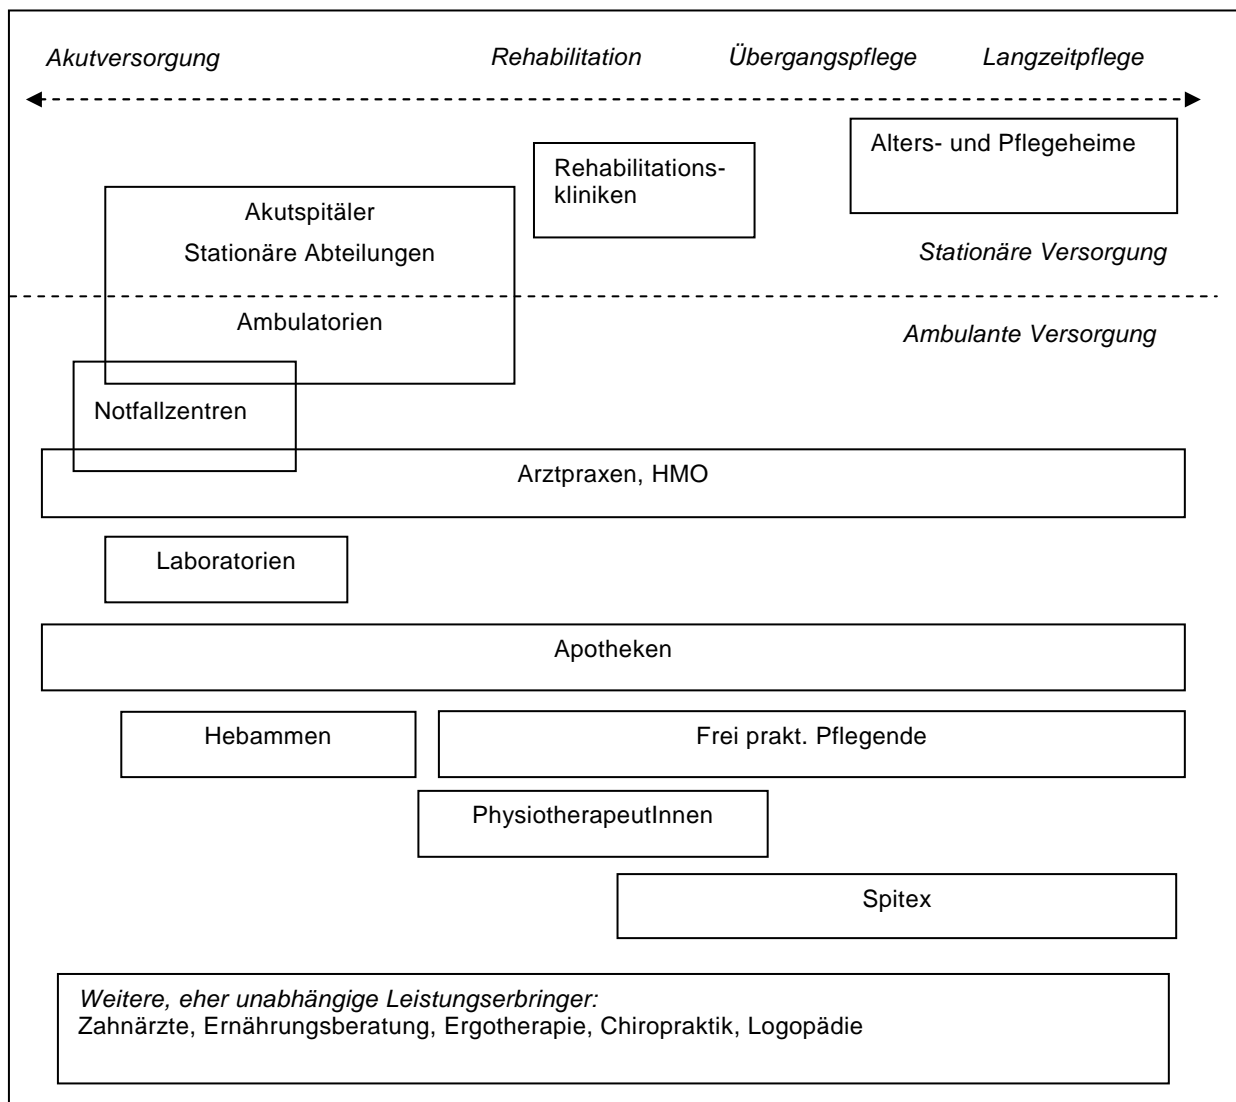 Akutversorgung Rehabilitation Übergangspflege Langzeitpflege
Alters- und Pflegeheime
Rehabilitations-
kliniken
Akutspitäler
Stationäre Abteilungen
Stationäre Versorgung
Ambulatorien
Ambulante Versorgung
Notfallzentren
Arztpraxen, HMO
Laboratorien
Apotheken
Hebammen
Frei prakt. Pflegende
PhysiotherapeutInnen
Spitex
Weitere, eher unabhängige Leistungserbringer:
Zahnärzte, Ernährungsberatung, Ergotherapie, Chiropraktik, Logopädie